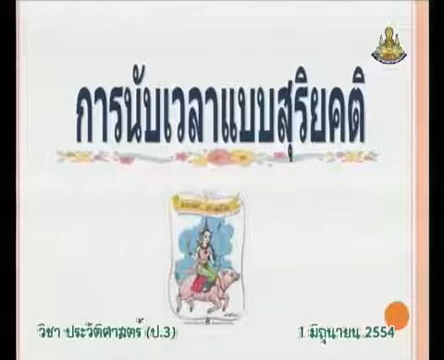 การนับเวลาแบบสุริยคติ
วิชา ประวัติศาสตร์ (ป.3)
1 มิถุนายน 2554